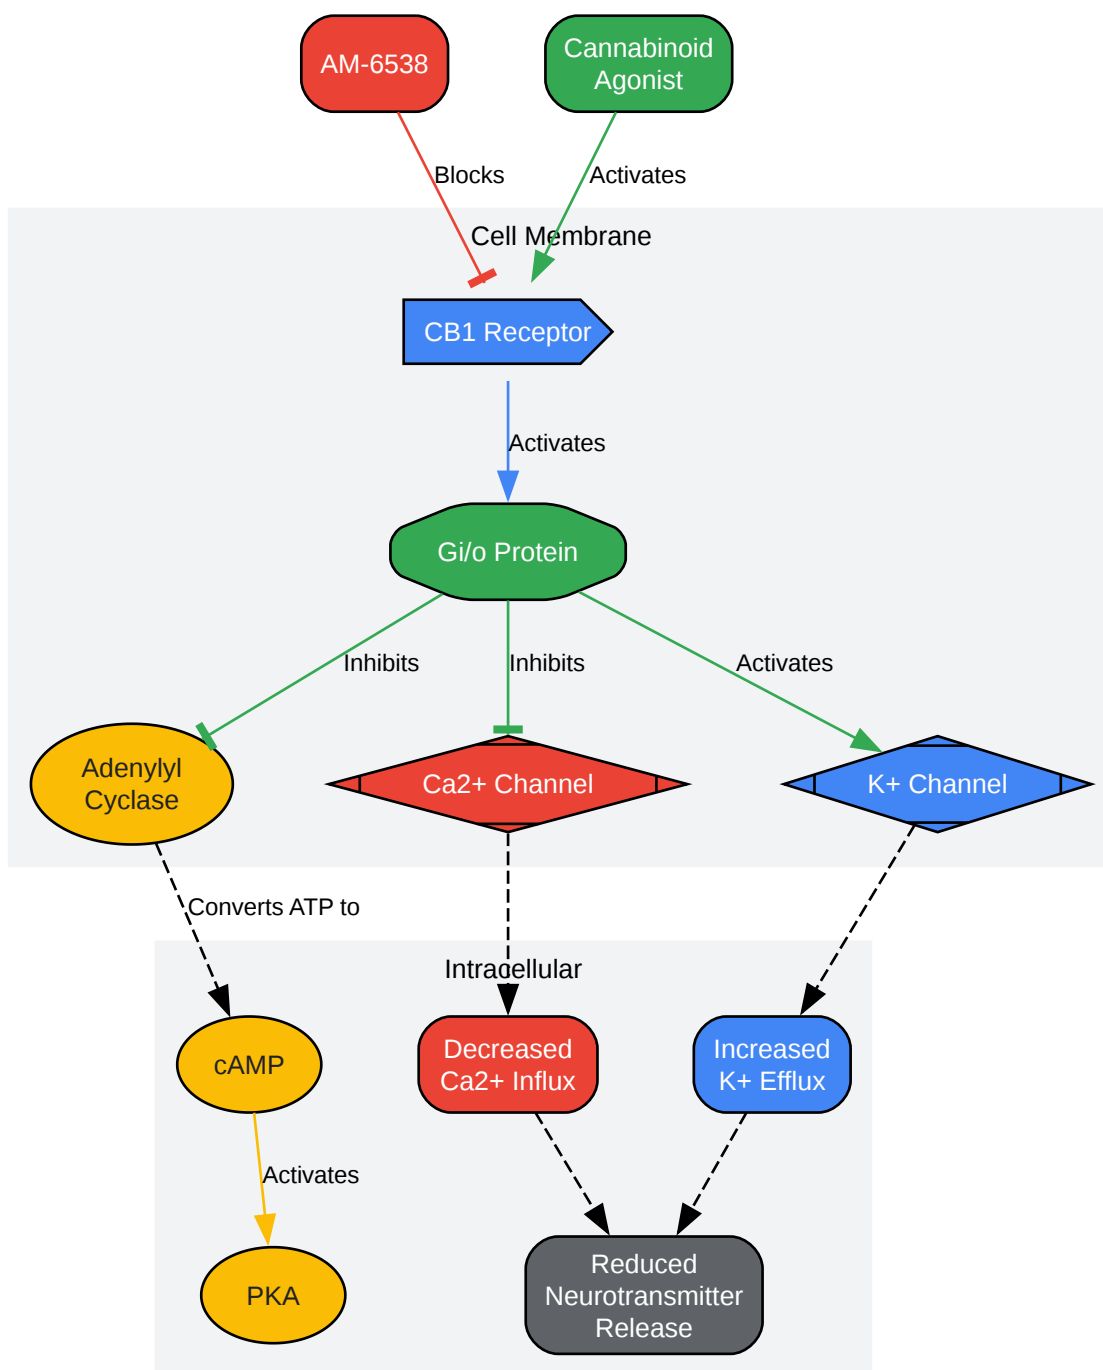 AM-6538
Cannabinoid
Agonist
Blocks
Activates
Cell Membrane
CB1 Receptor
Activates
Gi/o Protein
Inhibits
Inhibits
Activates
Adenylyl
Cyclase
Ca2+ Channel
K+ Channel
Converts ATP to
Intracellular
cAMP
Decreased
Ca2+ Influx
Increased
K+ Efflux
Activates
PKA
Reduced
Neurotransmitter
Release